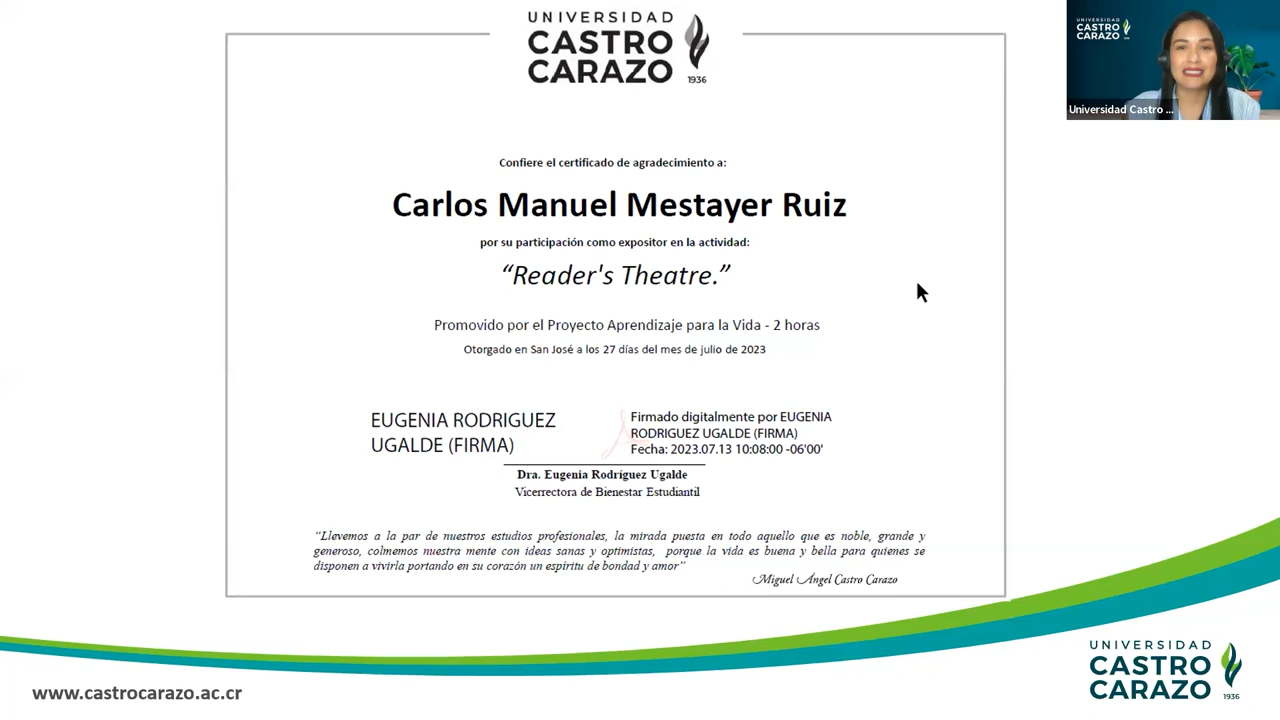 UNIVERSIDAD
CASTRO
CARAZO
1936
UNIVERSIDAD
CASTRO
CARAZO
Universidad Castro ...
Confiere el certificado de agradecimiento a:
Carlos Manuel Mestayer Ruiz
por su participación como expositor en la actividad:
“Reader's Theatre.”
Promovido por el Proyecto Aprendizaje para la Vida - 2 horas
Otorgado en San José a los 27 días del mes de julio de 2023
EUGENIA RODRIGUEZ
UGALDE (FIRMA)
Firmado digitalmente por EUGENIA
RODRIGUEZ UGALDE (FIRMA)
Fecha: 2023.07.13 10:08:00 -06'00'
Dra. Eugenia Rodríguez Ugalde
Vicerrectora de Bienestar Estudiantil
“Llevemos a la par de nuestros estudios profesionales, la mirada puesta en todo aquello que es noble, grande y
generoso, colmemos nuestra mente con ideas sanas y optimistas, porque la vida es buena y bella para quienes se
disponen a vivirla portando en su corazón un espíritu de bondad y amor”
Miguel Ángel Castro Carazo
www.castrocarazo.ac.cr
UNIVERSIDAD
CASTRO
CARAZO
1936